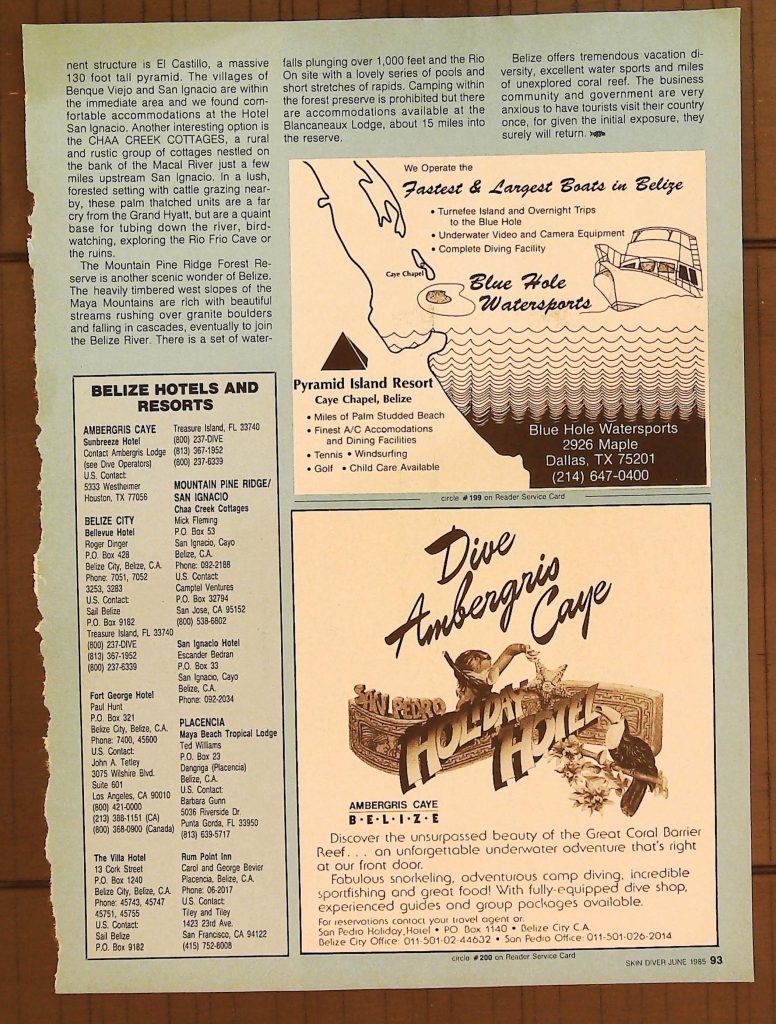 nent structure is El Castillo, a massive
130 foot tall pyramid. The villages of
Benque Viejo and San Ignacio are within
the immediate area and we found com-
fortable accommodations at the Hotel
San Ignacio. Another interesting option is
the CHAA CREEK COTTAGES, a rural
and rustic group of cottages nestled on
the bank of the Macal River just a few
miles upstream San Ignacio. In a lush,
forested setting with cattle grazing near-
by, these palm thatched units are a far
cry from the Grand Hyatt, but are a quaint
base for tubing down the river, bird-
watching, exploring the Rio Frio Cave or
the ruins.
The Mountain Pine Ridge Forest Re-
serve is another scenic wonder of Belize.
The heavily timbered west slopes of the
Maya Mountains are rich with beautiful
streams rushing over granite boulders
and falling in cascades, eventually to join
the Belize River. There is a set of water-
falls plunging over 1,000 feet and the Rio
On site with a lovely series of pools and
short stretches of rapids. Camping within
the forest preserve is prohibited but there
are accommodations available at the
Blancaneaux Lodge, about 15 miles into
the reserve.
Belize offers tremendous vacation di-
versity, excellent water sports and miles
of unexplored coral reef. The business
community and government are very
anxious to have tourists visit their country
once, for given the initial exposure, they
surely will return.
BELIZE HOTELS AND
RESORTS
AMBERGRIS CAYE
Sunbreeze Hotel
Contact Ambergris Lodge
(see Dive Operators)
U.S. Contact:
5333 Westheimer
Houston, TX 77056
BELIZE CITY
Bellevue Hotel
Roger Dinger
P.O. Box 428
Belize City, Belize, C.A.
Phone: 7051, 7052
3253, 3283
U.S. Contact:
Sail Belize
P.O. Box 9182
Treasure Island, FL 33740
(800) 237-DIVE
(813) 367-1952
(800) 237-6339
Fort George Hotel
Paul Hunt
P.O. Box 321
Belize City, Belize, C.A.
Phone: 7400, 45600
U.S. Contact:
John A. Tetley
3075 Wilshire Blvd.
Suite 601
Los Angeles, CA 90010
(800) 421-0000
(213) 388-1151 (CA)
(800) 368-0900 (Canada)
The Villa Hotel
13 Cork Street
P.O. Box 1240
Belize City, Belize, C.A.
Phone: 45743, 45747
45751, 45755
U.S. Contact:
Sail Belize
P.O. Box 9182
Treasure Island, FL 33740
(800) 237-DIVE
(813) 367-1952
(800) 237-6339
MOUNTAIN PINE RIDGE/
SAN IGNACIO
Chaa Creek Cottages
Mick Fleming
P.O. Box 53
San Ignacio, Cayo
Belize, C.A.
Phone: 092-2188
U.S. Contact:
Camptel Ventures
P.O. Box 32794
San Jose, CA 95152
(800) 538-6802
San Ignacio Hotel
Escander Bedran
P.O. Box 33
San Ignacio, Cayo
Belize, C.A.
Phone: 092-2034
PLACENCIA
Maya Beach Tropical Lodge
Ted Williams
P.O. Box 23
Dangriga (Placencia)
Belize, C.A.
U.S. Contact:
Barbara Gunn
5036 Riverside Dr.
Punta Gorda, FL 33950
(813) 639-5717
Rum Point Inn
Carol and George Bevier
Placencia, Belize, C.A.
Phone: 06-2017
U.S. Contact:
Tiley and Tiley
1423 23rd Ave.
San Francisco, CA 94122
(415) 752-8008
We Operate the
Fastest & Largest Boats in Belize
• Turnefee Island and Overnight Trips
to the Blue Hole
• Underwater Video and Camera Equipment
• Complete Diving Facility
Caye Chapel
Blue Hole
Watersports
Pyramid Island Resort
Caye Chapel, Belize
• Miles of Palm Studded Beach
• Finest A/C Accomodations
and Dining Facilities
• Tennis • Windsurfing
• Golf • Child Care Available
Blue Hole Watersports
2926 Maple
Dallas, TX 75201
(214) 647-0400
circle #199 on Reader Service Card
Dive
Ambergris
Caye
SAN PEDRO
HOLIDAY
HOTEL
AMBERGRIS CAYE
B•E•L•I•Z•E
Discover the unsurpassed beauty of the Great Coral Barrier
Reef. . . an unforgettable underwater adventure that's right
at our front door.
Fabulous snorkeling, adventurous camp diving, incredible
sportfishing and great food! With fully-equipped dive shop,
experienced guides and group packages available.
For reservations contact your travel agent or:
San Pedro Holiday Hotel • PO Box 1140 • Belize City C.A.
Belize City Office: 011-501-02-44632 • San Pedro Office: 011-501-026-2014
circle #200 on Reader Service Card
SKIN DIVER JUNE 1985 93